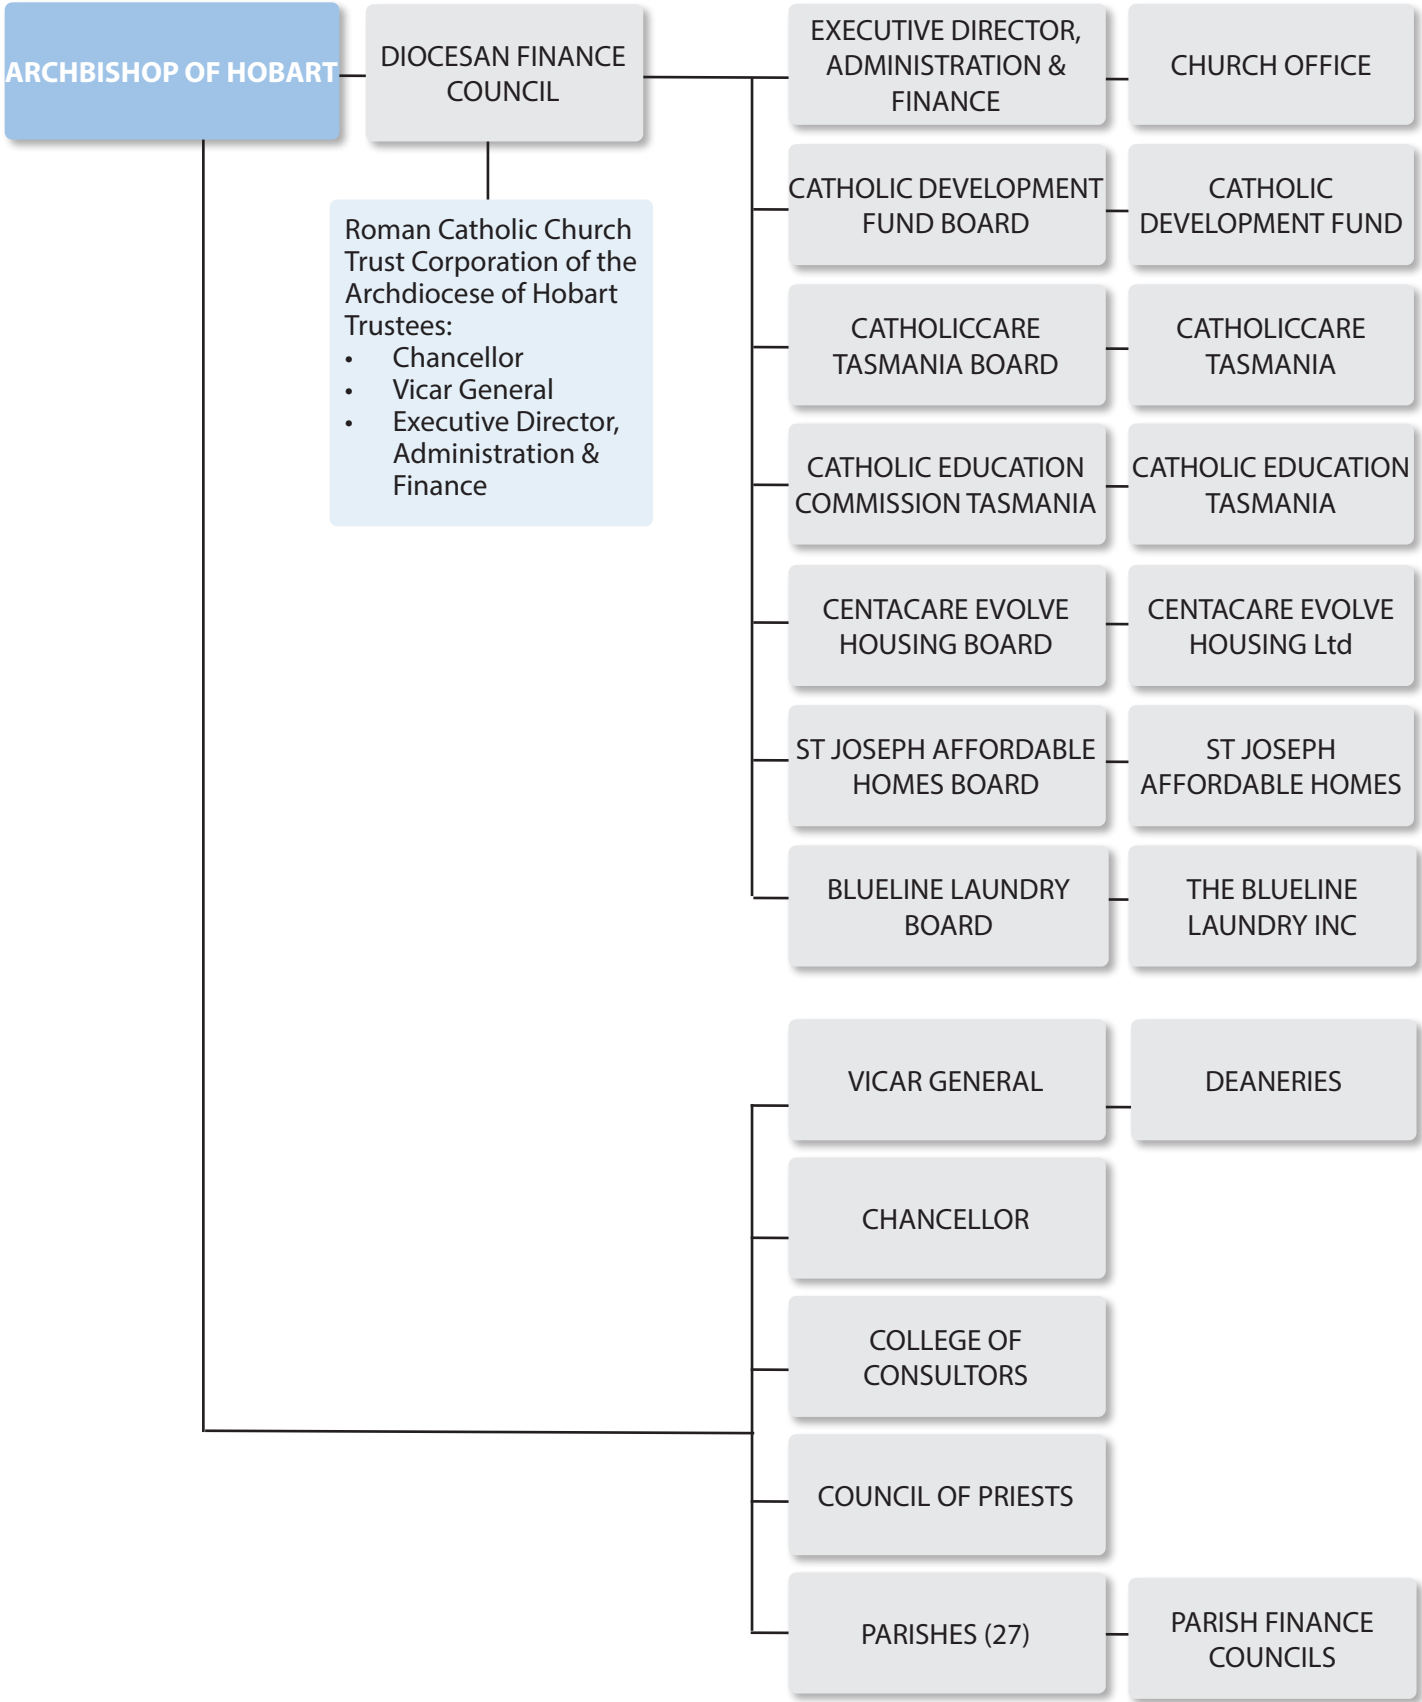 ARCHBISHOP OF HOBART
DIOCESAN FINANCE
COUNCIL
Roman Catholic Church
Trust Corporation of the
Archdiocese of Hobart
Trustees:
• Chancellor
• Vicar General
• Executive Director,
Administration &
Finance
EXECUTIVE DIRECTOR,
ADMINISTRATION &
FINANCE
CHURCH OFFICE
CATHOLIC DEVELOPMENT
FUND BOARD
CATHOLIC
DEVELOPMENT FUND
CATHOLICCARE
TASMANIA BOARD
CATHOLICCARE
TASMANIA
CATHOLIC EDUCATION
COMMISSION TASMANIA
CATHOLIC EDUCATION
TASMANIA
CENTACARE EVOLVE
HOUSING BOARD
CENTACARE EVOLVE
HOUSING Ltd
ST JOSEPH AFFORDABLE
HOMES BOARD
ST JOSEPH
AFFORDABLE HOMES
BLUELINE LAUNDRY
BOARD
THE BLUELINE
LAUNDRY INC
VICAR GENERAL
DEANERIES
CHANCELLOR
COLLEGE OF
CONSULTORS
COUNCIL OF PRIESTS
PARISHES (27)
PARISH FINANCE
COUNCILS